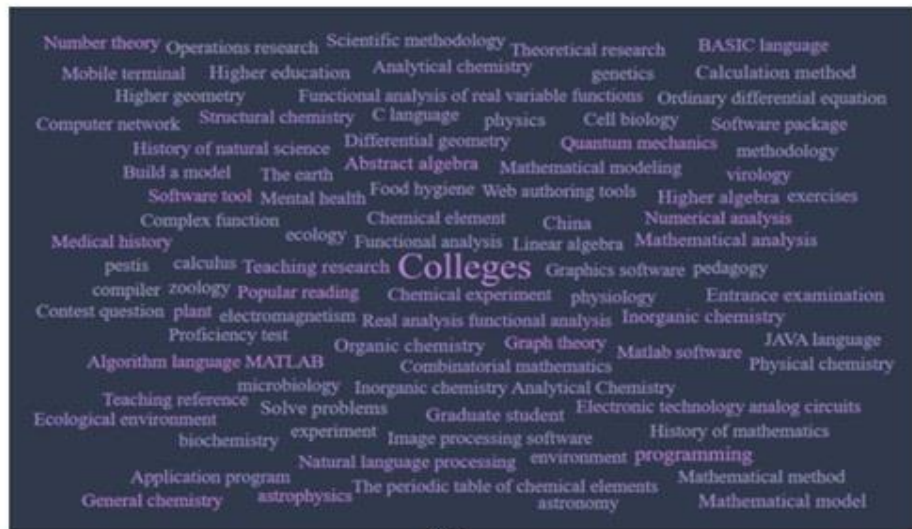 Number theory Operations research Scientific methodology Theoretical research BASIC language
Mobile terminal Higher education Analytical chemistry genetics Calculation method
Higher geometry Functional analysis of real variable functions Ordinary differential equation
Computer network Structural chemistry C language physics Cell biology Software package
History of natural science Differential geometry Quantum mechanics methodology
Build a model The earth Abstract algebra Mathematical modeling virology
Software tool Mental health Food hygiene Web authoring tools Higher algebra exercises
Complex function Chemical element China Numerical analysis
Medical history ecology Functional analysis Linear algebra Mathematical analysis
pestis calculus Teaching research Colleges Graphics software pedagogy
compiler zoology Popular reading Chemical experiment physiology Entrance examination
Contest question plant electromagnetism Real analysis functional analysis Inorganic chemistry
Proficiency test Organic chemistry Graph theory Matlab software JAVA language
Algorithm language MATLAB Combinatorial mathematics Physical chemistry
microbiology Inorganic chemistry Analytical Chemistry
Teaching reference Solve problems Graduate student Electronic technology analog circuits
Ecological environment biochemistry experiment Image processing software History of mathematics
Natural language processing environment programming
Application program The periodic table of chemical elements Mathematical method
General chemistry astrophysics astronomy Mathematical model